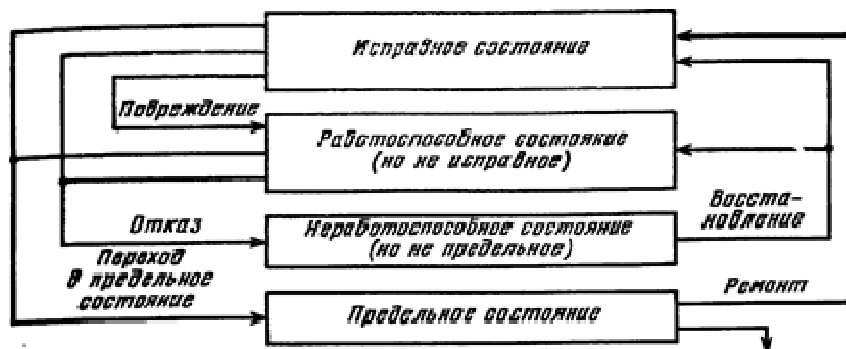 Исправное состояние
Повреждение
Работоспособное состояние
(но не исправное)
Отказ
Неработоспособное состояние
(но не предельное)
Восста-
новление
Переход
в предельное
состояние
Предельное состояние
Ремонт